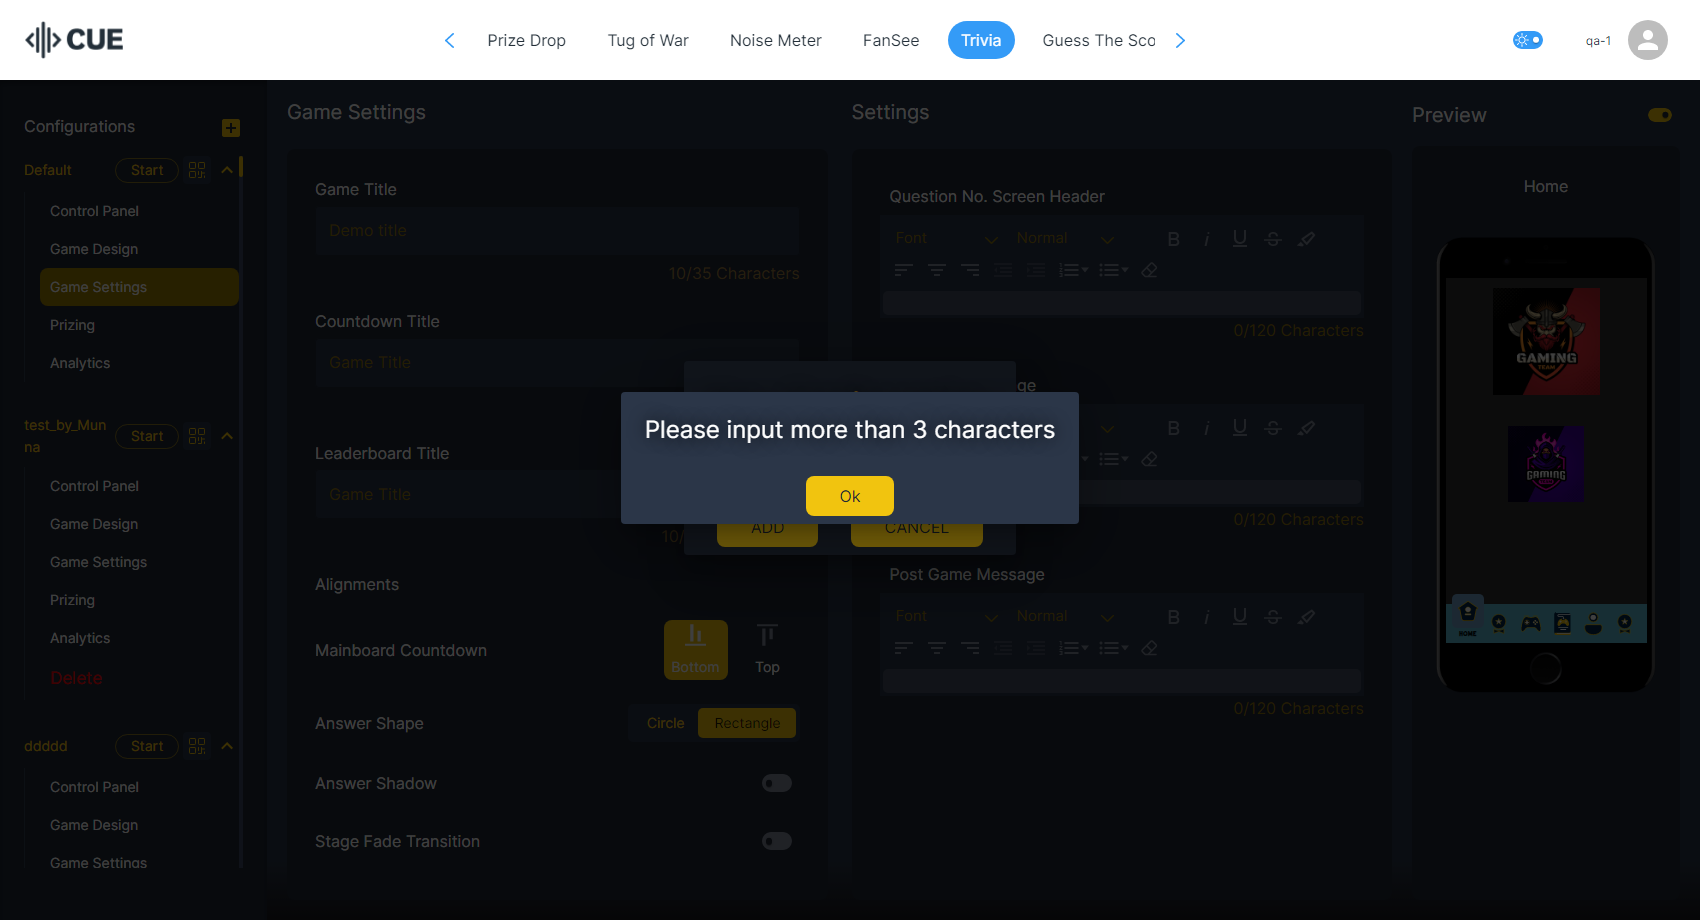 CUE
Prize Drop
Tug of War
Noise Meter
FanSee
Trivia
Guess The Sco
qa-1
Configurations
Default
Start
Control Panel
Game Design
Game Settings
Prizing
Analytics
test_by_Mun
na
Start
Control Panel
Game Design
Game Settings
Prizing
Analytics
Delete
ddddd
Start
Control Panel
Game Design
Game Settings
Game Settings
Game Title
Demo title
10/35 Characters
Countdown Title
Game Title
Leaderboard Title
Game Title
10/
Alignments
Mainboard Countdown
Bottom
Top
Answer Shape
Circle
Rectangle
Answer Shadow
Stage Fade Transition
Please input more than 3 characters
Ok
ADD
CANCEL
Settings
Question No. Screen Header
Font
Normal
0/120 Characters
ge
0/120 Characters
Post Game Message
Font
Normal
0/120 Characters
Preview
Home
GAMING
TEAM
GAMING
HOME